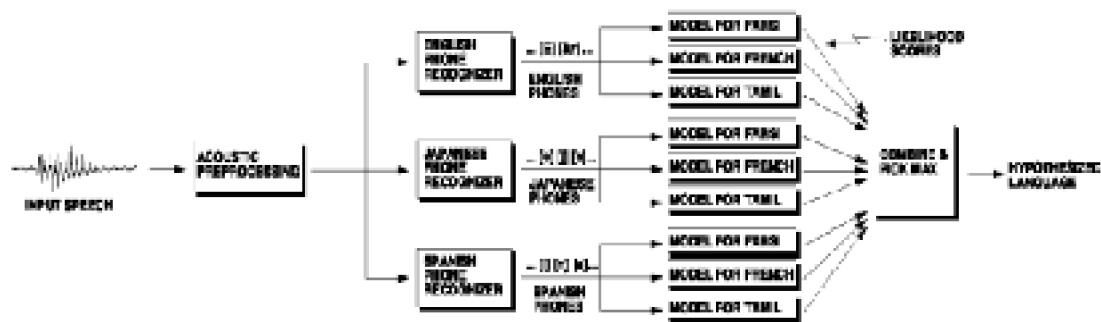 INPUT SPEECH
ACOUSTIC
PREPROCESSING
ENGLISH
PHONE
RECOGNIZER
ENGLISH
PHONES
MODEL FOR FARSI
MODEL FOR FRENCH
MODEL FOR TAMIL
JAPANESE
PHONE
RECOGNIZER
JAPANESE
PHONES
MODEL FOR FARSI
MODEL FOR FRENCH
MODEL FOR TAMIL
SPANISH
PHONE
RECOGNIZER
SPANISH
PHONES
MODEL FOR FARSI
MODEL FOR FRENCH
MODEL FOR TAMIL
LIKELIHOOD
SCORES
COMBINE &
PICK MAX
HYPOTHESIZED
LANGUAGE